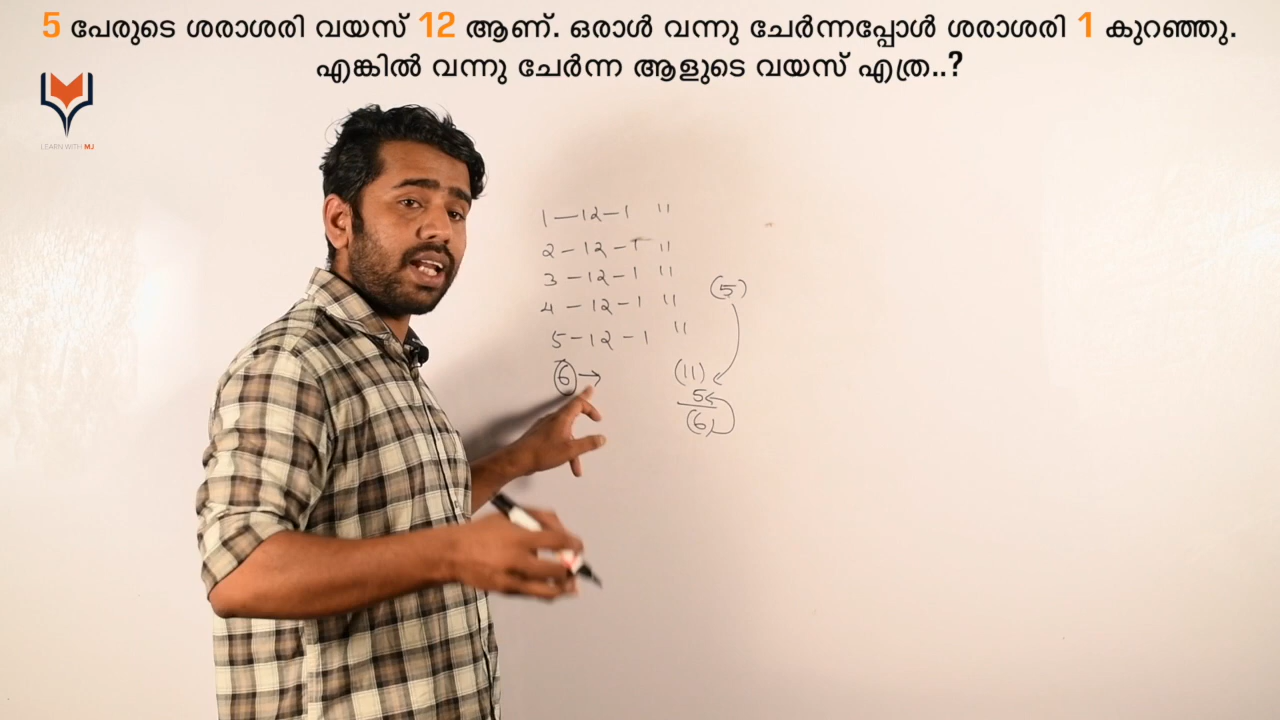 5 പേരുടെ ശരാശരി വയസ് 12 ആണ്. ഒരാൾ വന്നു ചേർന്നപ്പോൾ ശരാശരി 1 കുറഞ്ഞു.
എങ്കിൽ വന്നു ചേർന്ന ആളുടെ വയസ് എത്ര..?
LEARN WITH MJ
1 — 12 – 1 11
2 – 12 – 1 11
3 – 12 – 1 11
4 – 12 – 1 11
5 – 12 – 1 11
(5)
6 → (11)
5
(6)